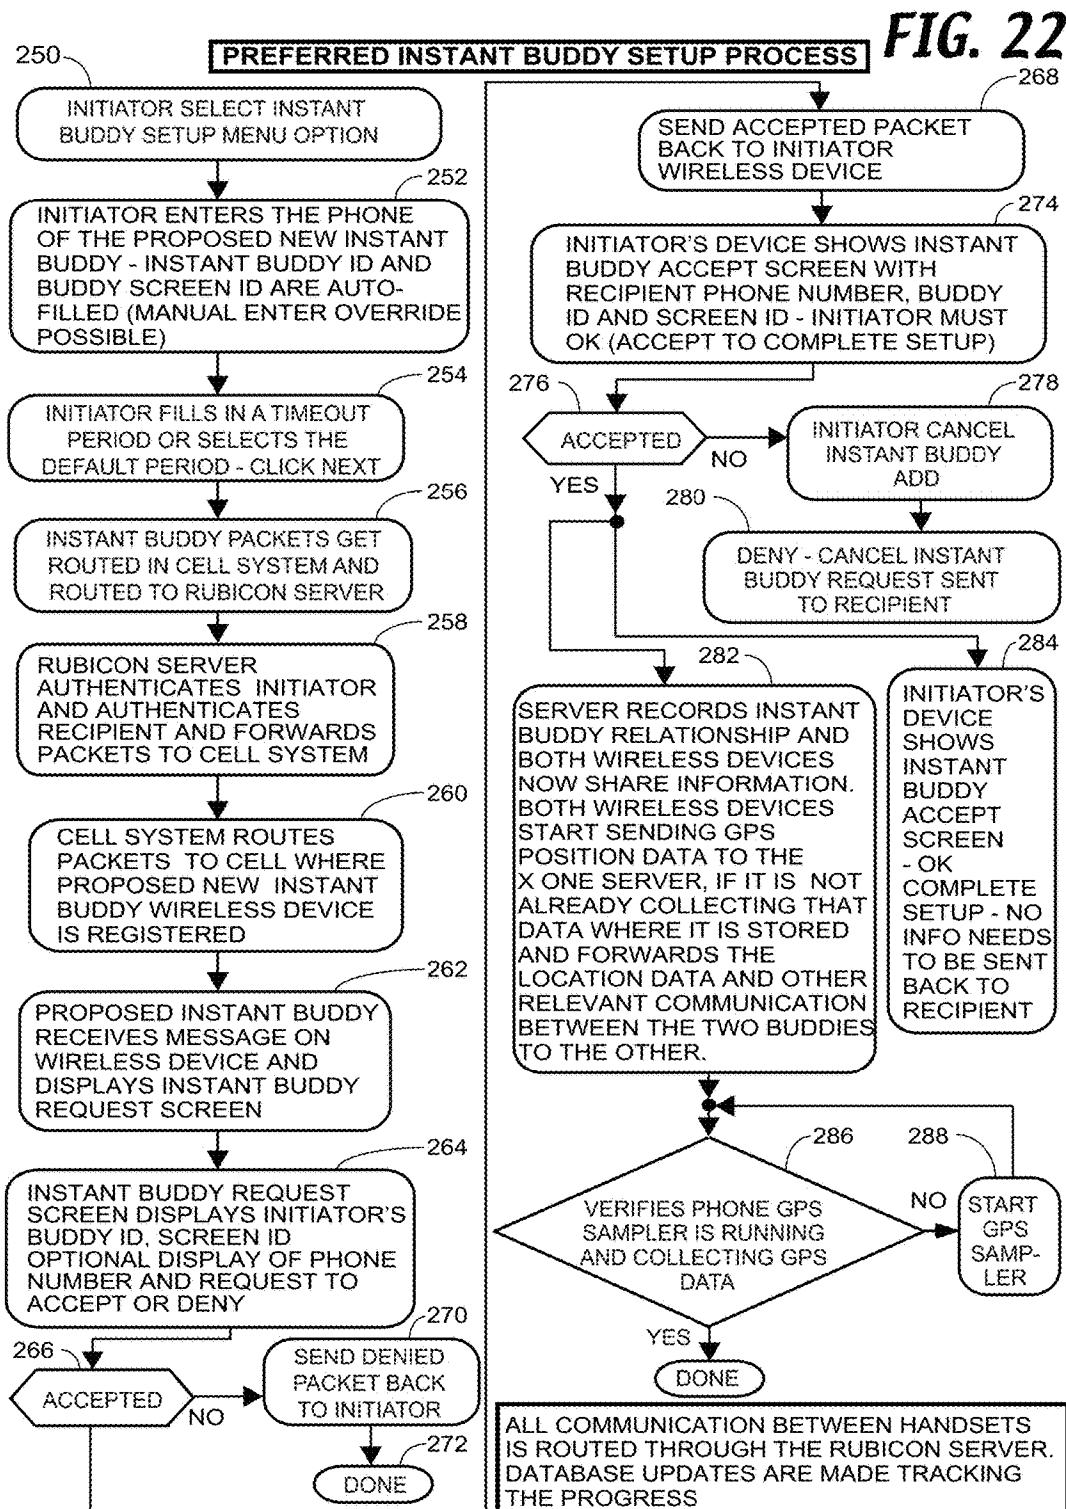 FIG. 22
PREFERRED INSTANT BUDDY SETUP PROCESS
250
INITIATOR SELECT INSTANT
BUDDY SETUP MENU OPTION
252
INITIATOR ENTERS THE PHONE
OF THE PROPOSED NEW INSTANT
BUDDY - INSTANT BUDDY ID AND
BUDDY SCREEN ID ARE AUTO-
FILLED (MANUAL ENTER OVERRIDE
POSSIBLE)
254
INITIATOR FILLS IN A TIMEOUT
PERIOD OR SELECTS THE
DEFAULT PERIOD - CLICK NEXT
256
INSTANT BUDDY PACKETS GET
ROUTED IN CELL SYSTEM AND
ROUTED TO RUBICON SERVER
258
RUBICON SERVER
AUTHENTICATES INITIATOR
AND AUTHENTICATES
RECIPIENT AND FORWARDS
PACKETS TO CELL SYSTEM
260
CELL SYSTEM ROUTES
PACKETS TO CELL WHERE
PROPOSED NEW INSTANT
BUDDY WIRELESS DEVICE
IS REGISTERED
262
PROPOSED INSTANT BUDDY
RECEIVES MESSAGE ON
WIRELESS DEVICE AND
DISPLAYS INSTANT BUDDY
REQUEST SCREEN
264
INSTANT BUDDY REQUEST
SCREEN DISPLAYS INITIATOR'S
BUDDY ID, SCREEN ID
OPTIONAL DISPLAY OF PHONE
NUMBER AND REQUEST TO
ACCEPT OR DENY
266
ACCEPTED
NO
270
SEND DENIED
PACKET BACK
TO INITIATOR
272
DONE
268
SEND ACCEPTED PACKET
BACK TO INITIATOR
WIRELESS DEVICE
274
INITIATOR'S DEVICE SHOWS INSTANT
BUDDY ACCEPT SCREEN WITH
RECIPIENT PHONE NUMBER, BUDDY
ID AND SCREEN ID - INITIATOR MUST
OK (ACCEPT TO COMPLETE SETUP)
276
ACCEPTED
NO
YES
278
INITIATOR CANCEL
INSTANT BUDDY
ADD
280
DENY - CANCEL INSTANT
BUDDY REQUEST SENT
TO RECIPIENT
282
SERVER RECORDS INSTANT
BUDDY RELATIONSHIP AND
BOTH WIRELESS DEVICES
NOW SHARE INFORMATION.
BOTH WIRELESS DEVICES
START SENDING GPS
POSITION DATA TO THE
X ONE SERVER, IF IT IS NOT
ALREADY COLLECTING THAT
DATA WHERE IT IS STORED
AND FORWARDS THE
LOCATION DATA AND OTHER
RELEVANT COMMUNICATION
BETWEEN THE TWO BUDDIES
TO THE OTHER.
284
INITIATOR'S
DEVICE
SHOWS
INSTANT
BUDDY
ACCEPT
SCREEN
- OK
COMPLETE
SETUP - NO
INFO NEEDS
TO BE SENT
BACK TO
RECIPIENT
286
VERIFIES PHONE GPS
SAMPLER IS RUNNING
AND COLLECTING GPS
DATA
NO
288
START
GPS
SAMP-
LER
YES
DONE
ALL COMMUNICATION BETWEEN HANDSETS
IS ROUTED THROUGH THE RUBICON SERVER.
DATABASE UPDATES ARE MADE TRACKING
THE PROGRESS